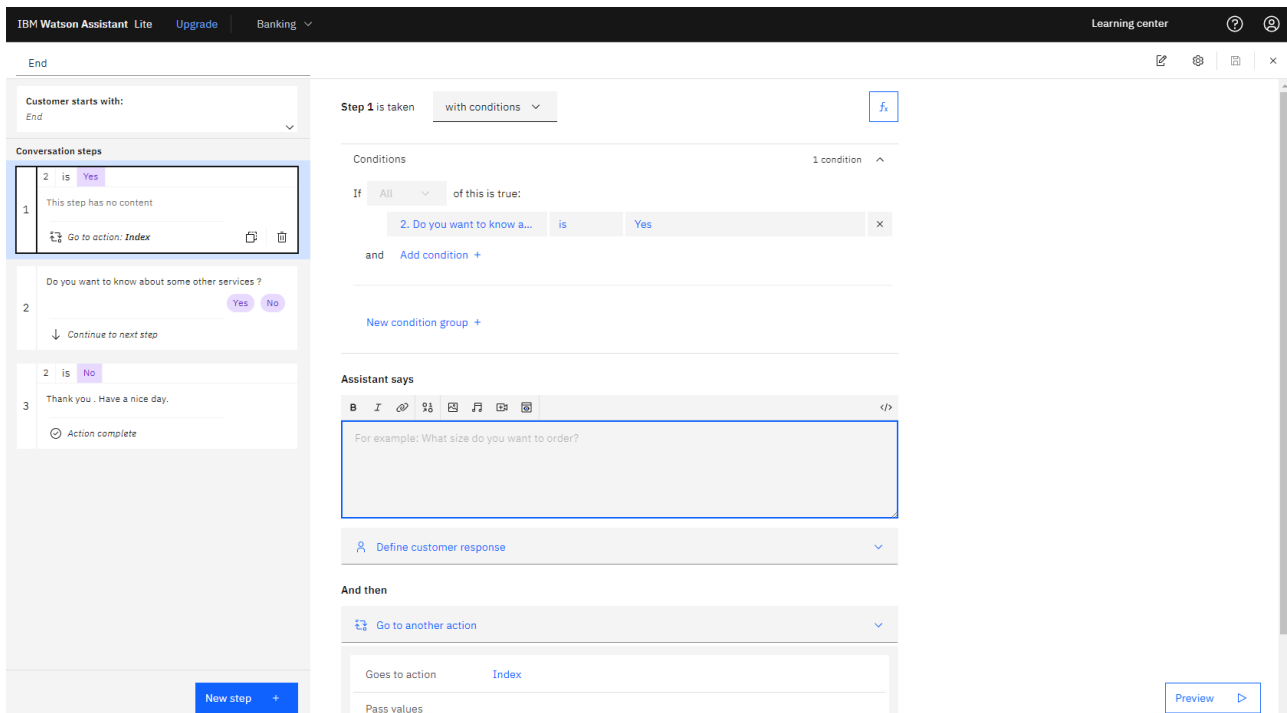 IBM Watson Assistant Lite Upgrade Banking Learning center
End
Customer starts with:
End
Conversation steps
1
2 is Yes
This step has no content
Go to action: Index
2
Do you want to know about some other services ?
Yes No
Continue to next step
3
2 is No
Thank you . Have a nice day.
Action complete
New step +
Step 1 is taken with conditions
fx
Conditions 1 condition
If All of this is true:
2. Do you want to know a... is Yes ×
and Add condition +
New condition group +
Assistant says
B I </>
For example: What size do you want to order?
Define customer response
And then
Go to another action
Goes to action Index
Pass values
Preview